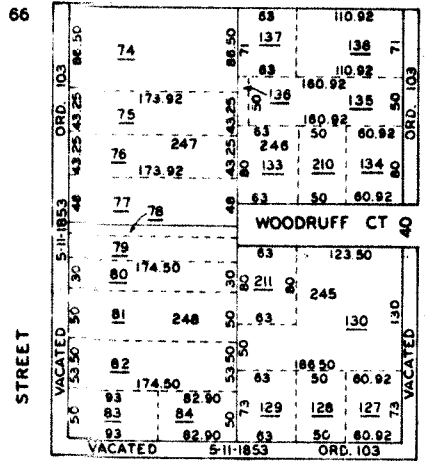 66
63 110.92
86.50 74 86.50 71 137 138 71
63 110.92
ORD. 103
136 160.92
173.92 50 135 50 ORD. 103
43.25 75 43.25 160.92
247 63 50 60.92
246
43.25 76 43.25 80 133 210 134 80
173.92
48 77 78 48 63 50 60.92
WOODRUFF CT 40
5-11-1853
79 63 123.50
174.50
30 80 30 80 211 80
245
50 81 248 50 63 130 130
53.50 82 53.50 186.50
174.50 63 50 60.92
93 82.90
50 83 84 50 73 129 128 127 73
93 82.90 63 50 60.92
STREET
VACATED
VACATED
VACATED 5-11-1853 ORD. 103